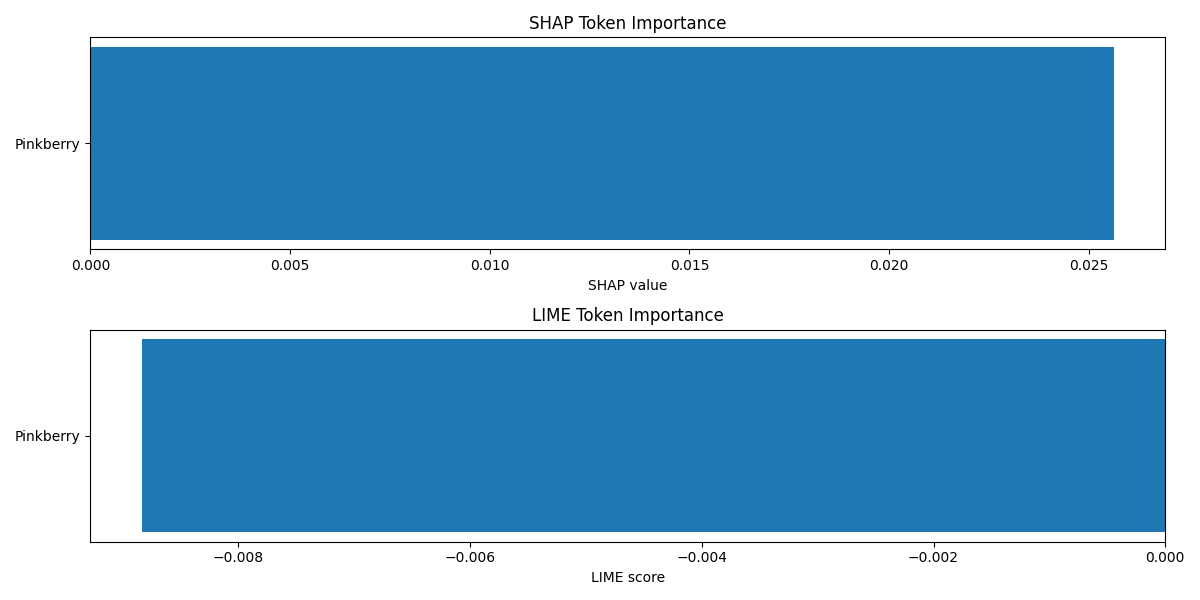 SHAP Token Importance
Pinkberry
0.000 0.005 0.010 0.015 0.020 0.025
SHAP value
LIME Token Importance
Pinkberry
−0.008 −0.006 −0.004 −0.002 0.000
LIME score